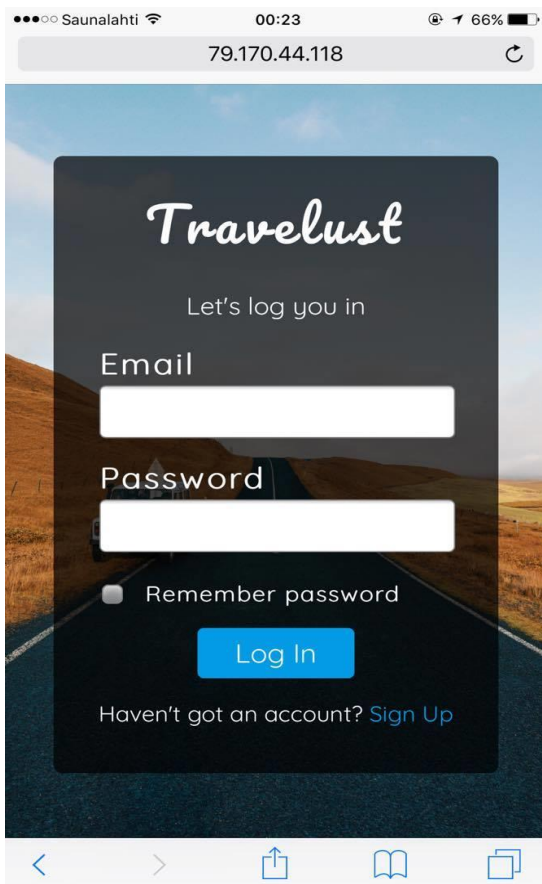 Saunalahti 00:23 66%
79.170.44.118
Travelust
Let's log you in
Email
Password
Remember password
Log In
Haven't got an account? Sign Up